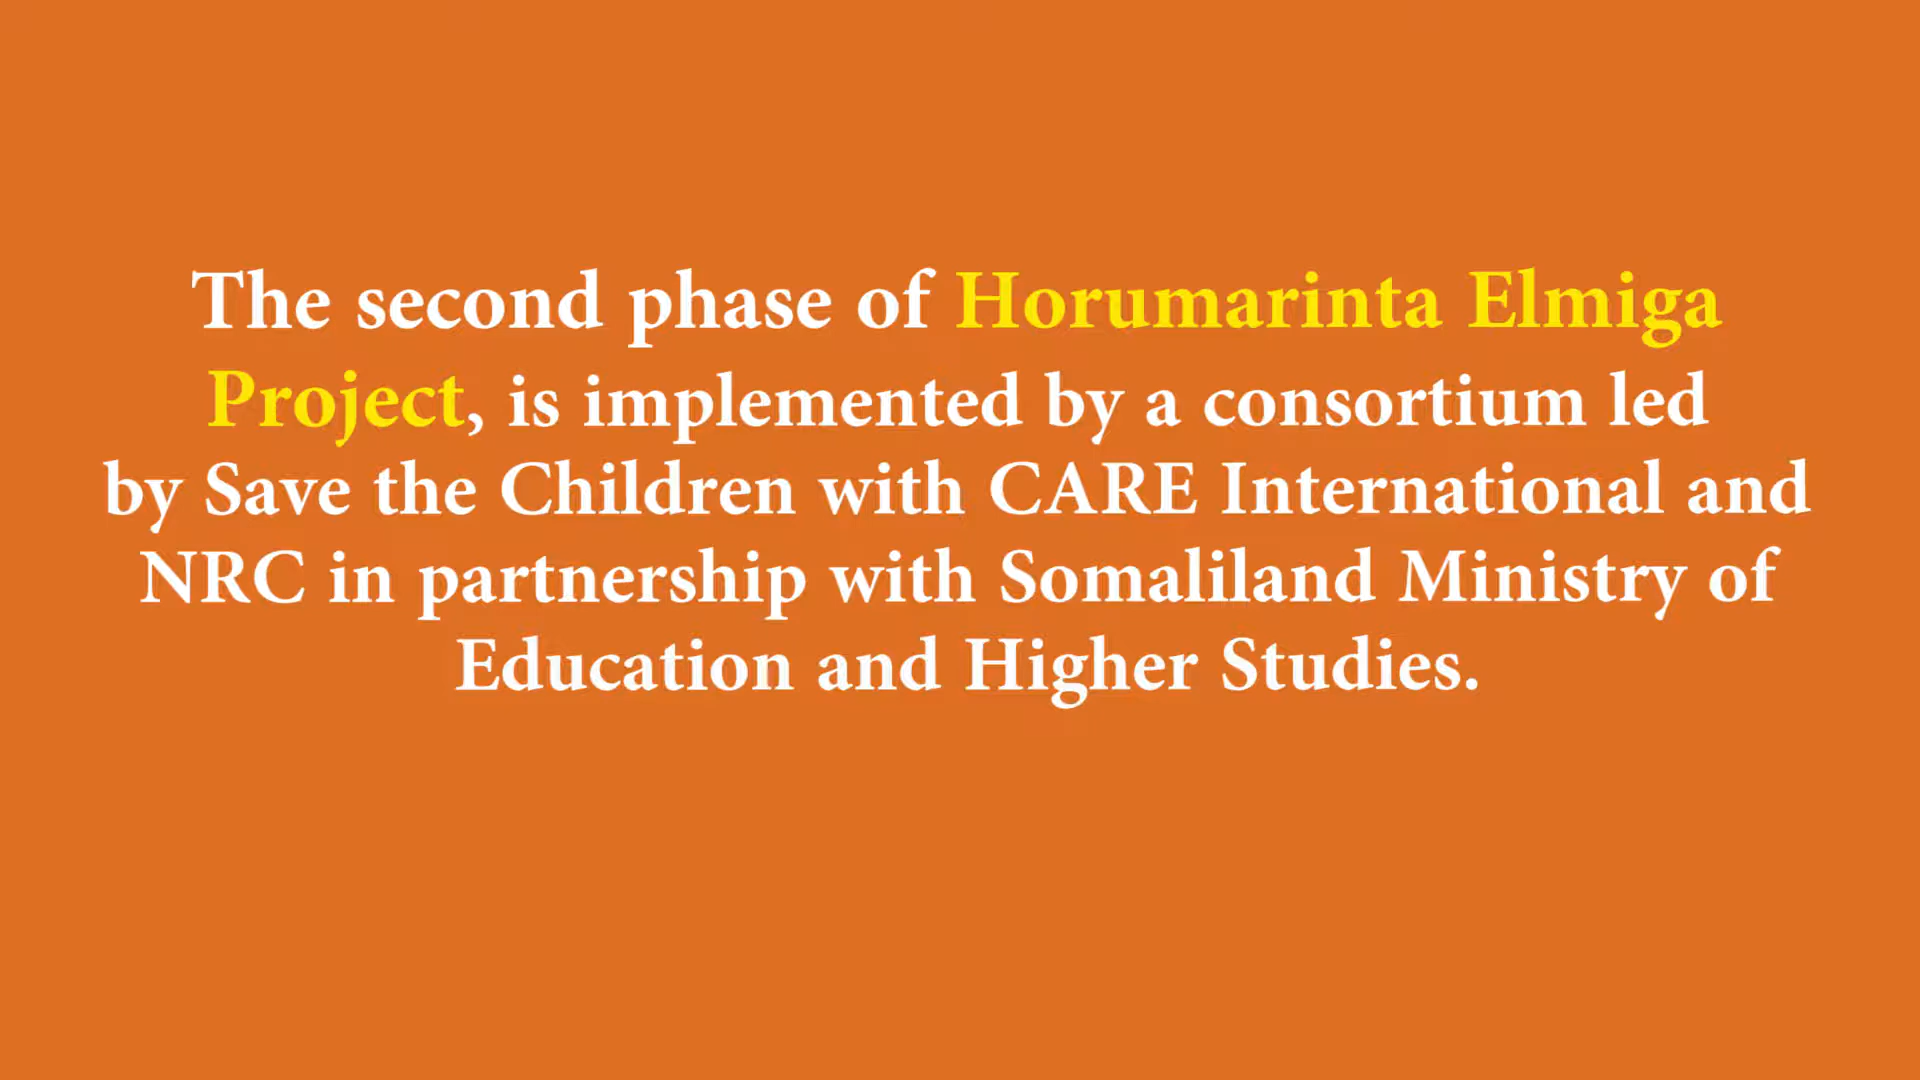 The second phase of Horumarinta Elmiga
Project, is implemented by a consortium led
by Save the Children with CARE International and
NRC in partnership with Somaliland Ministry of
Education and Higher Studies.